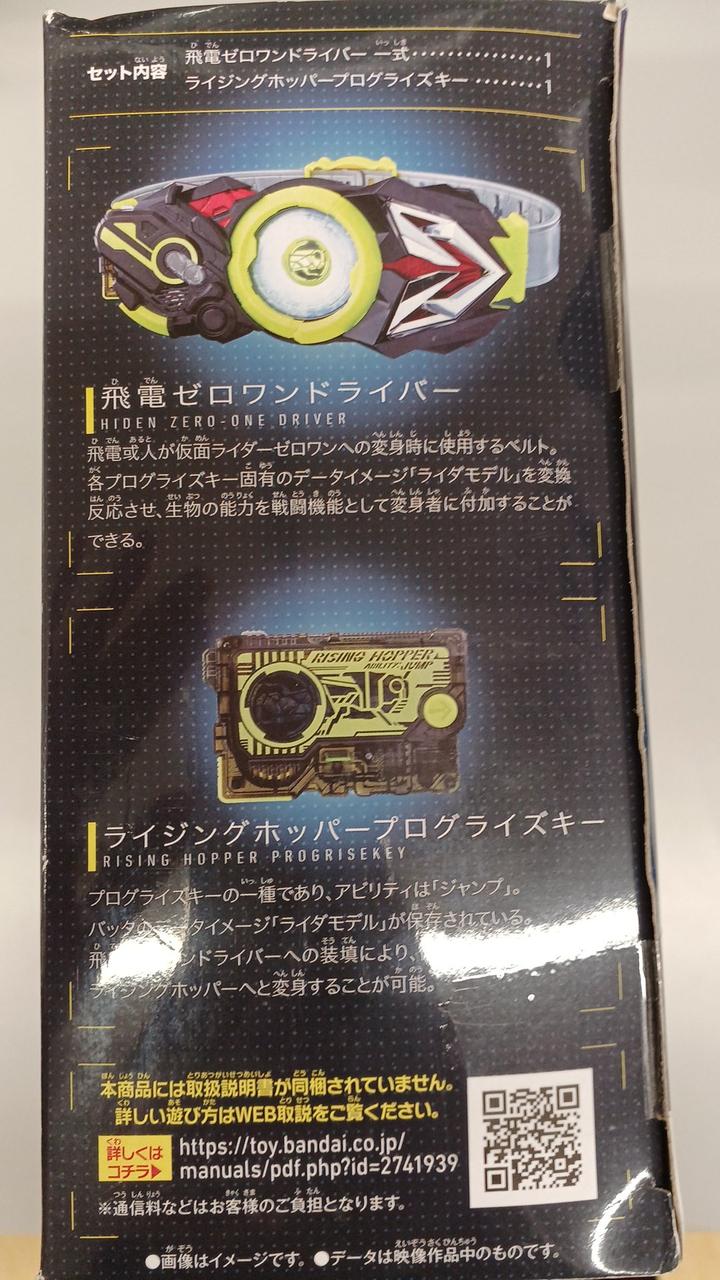 セット内容
飛電ゼロワンドライバー 一式……………1
ライジングホッパープログライズキー ………1
飛電ゼロワンドライバー
HIDEN ZERO-ONE DRIVER
飛電或人が仮面ライダーゼロワンへの変身時に使用するベルト。
各プログライズキー固有のデータイメージ「ライダモデル」を変換
反応させ、生物の能力を戦闘機能として変身者に付加することが
できる。
RISING HOPPER
ABILITY: JUMP
ライジングホッパープログライズキー
RISING HOPPER PROGRISEKEY
プログライズキーの一種であり、アビリティは「ジャンプ」。
バッタのデータイメージ「ライダモデル」が保存されている。
飛 ンドライバーへの装填により、
ライジングホッパーへと変身することが可能。
本商品には取扱説明書が同梱されていません。
詳しい遊び方はWEB取説をご覧ください。
詳しくは
コチラ▶
https://toy.bandai.co.jp/
manuals/pdf.php?id=2741939
※通信料などはお客様のご負担となります。
●画像はイメージです。●データは映像作品中のものです。